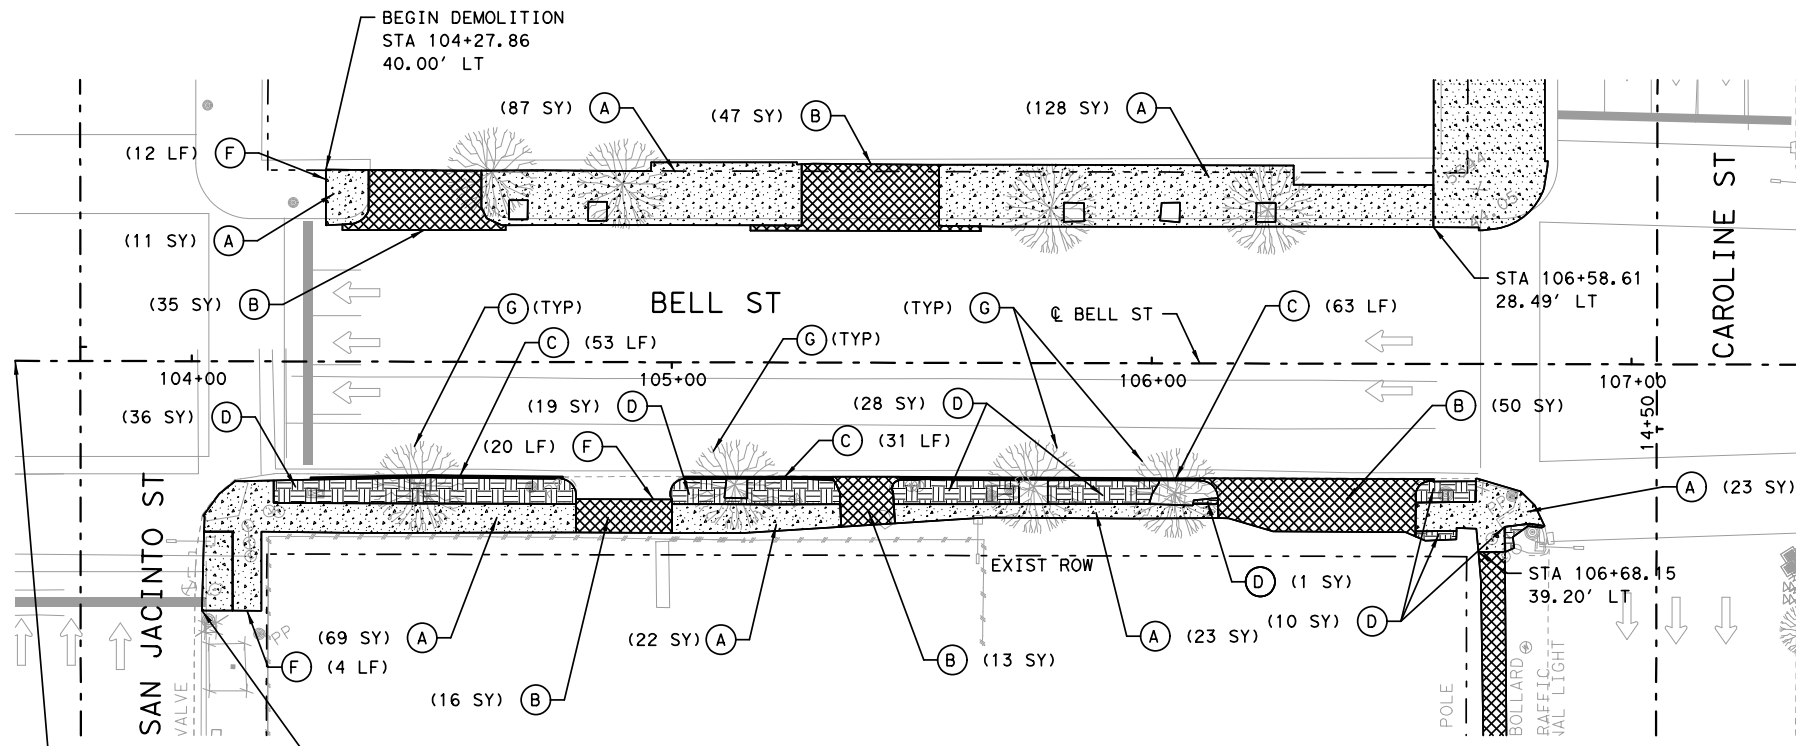 BEGIN DEMOLITION
STA 104+27.86
40.00' LT
(87 SY) A
(47 SY) B
(128 SY) A
(12 LF) F
(11 SY) A
(35 SY) B
STA 106+58.61
28.49' LT
CAROLINE ST
BELL ST
G (TYP)
C (53 LF)
G (TYP)
(TYP) G
℄ BELL ST
C (63 LF)
104+00
105+00
106+00
107+00
14+50
(36 SY) D
(19 SY) D
(28 SY) D
B (50 SY)
(20 LF) F
C (31 LF)
A (23 SY)
SAN JACINTO ST
EXIST ROW
D (1 SY)
STA 106+68.15
39.20' LT
(10 SY) D
(69 SY) A
(22 SY) A
A (23 SY)
B (13 SY)
F (4 LF)
(16 SY) B
PP
VALVE
POLE
BOLLARD
RAFFIC
NAL LIGHT